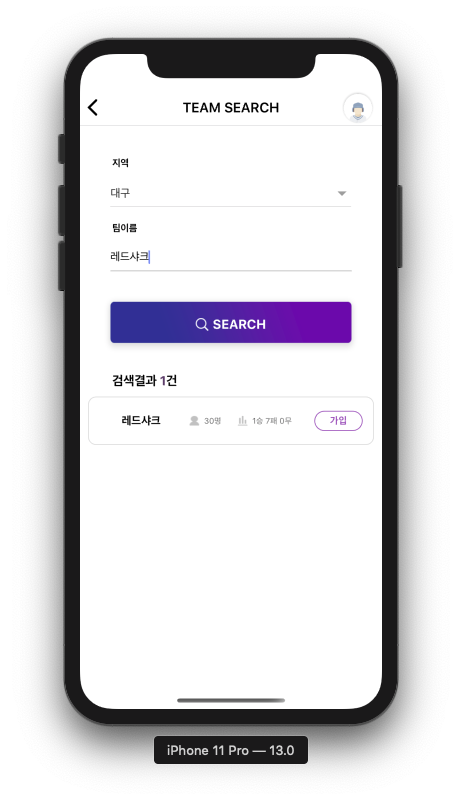 TEAM SEARCH
지역
대구
팀이름
레드샤크
SEARCH
검색결과 1건
레드샤크 30명 1승 7패 0우 가입
iPhone 11 Pro — 13.0